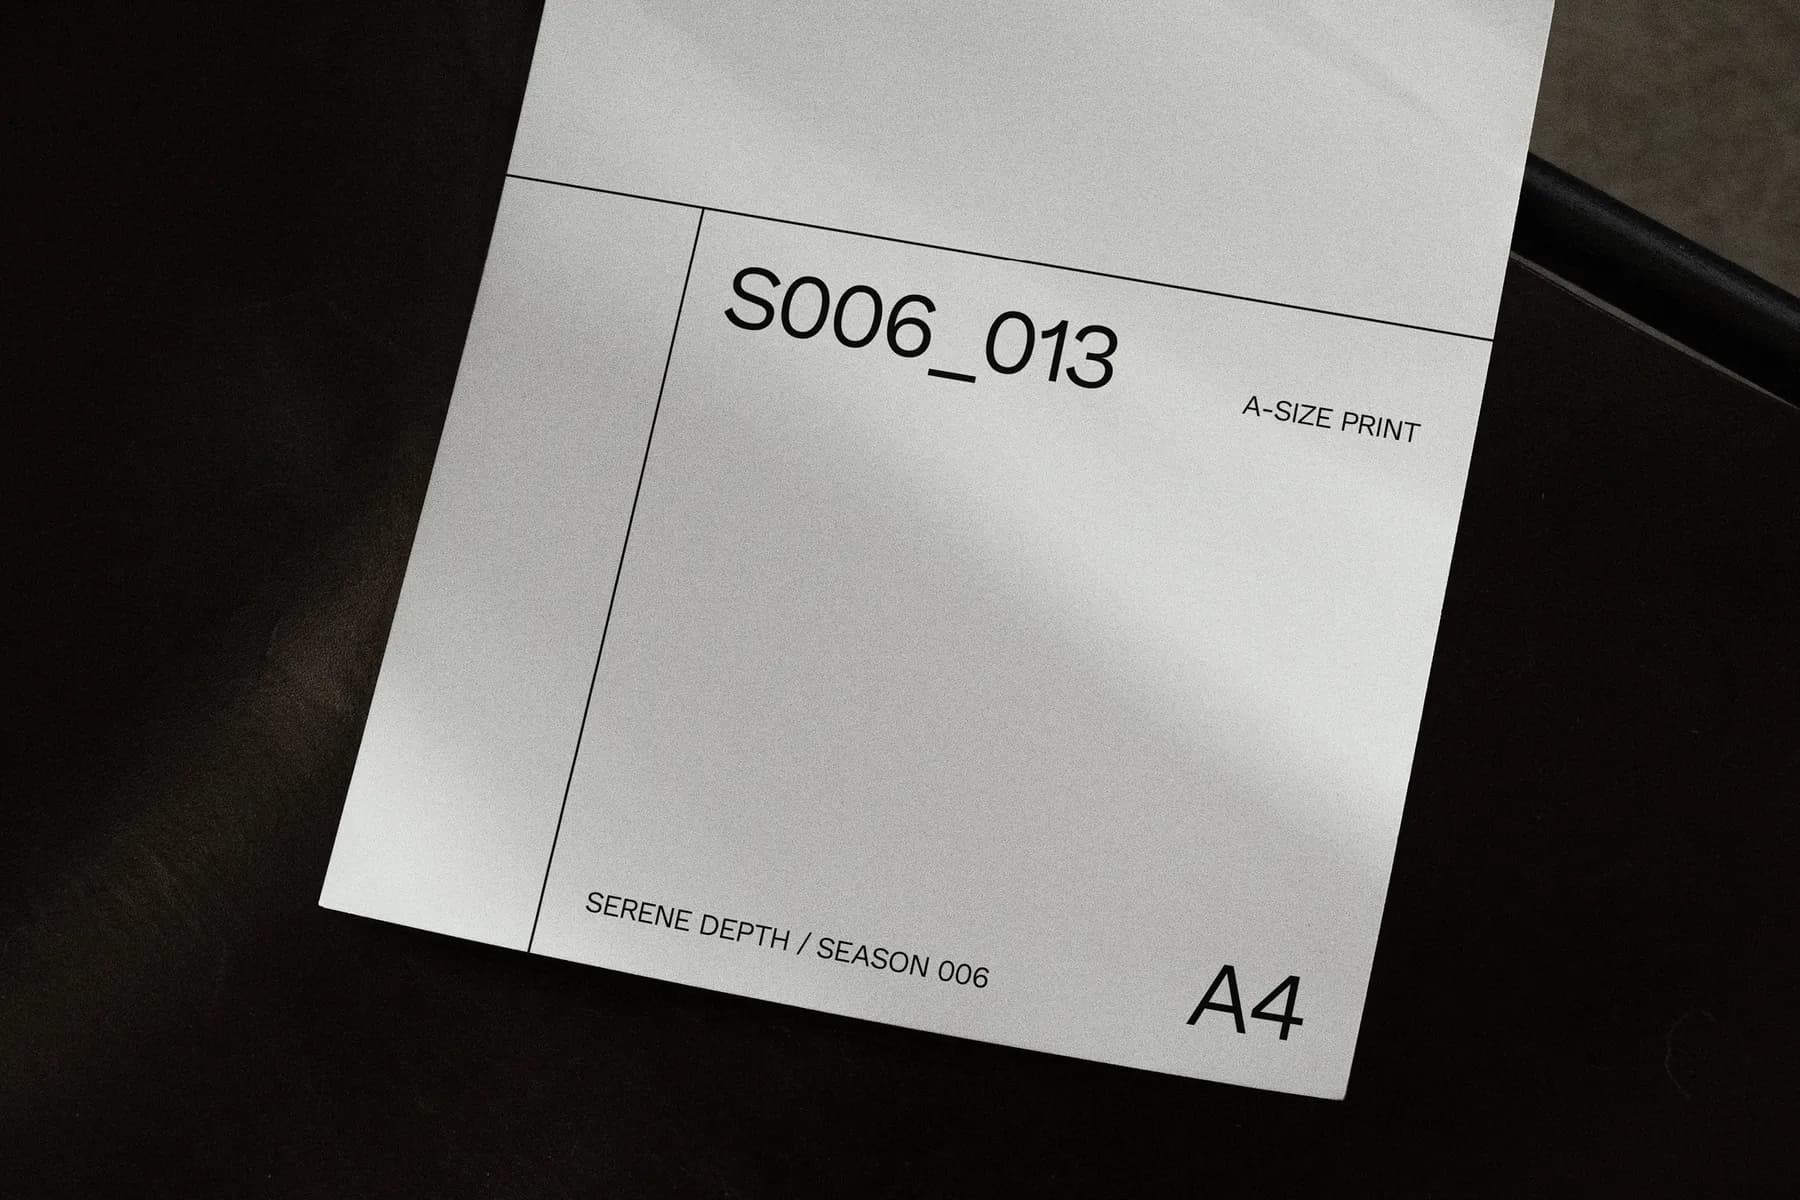 S006_013
A-SIZE PRINT
SERENE DEPTH / SEASON 006
A4